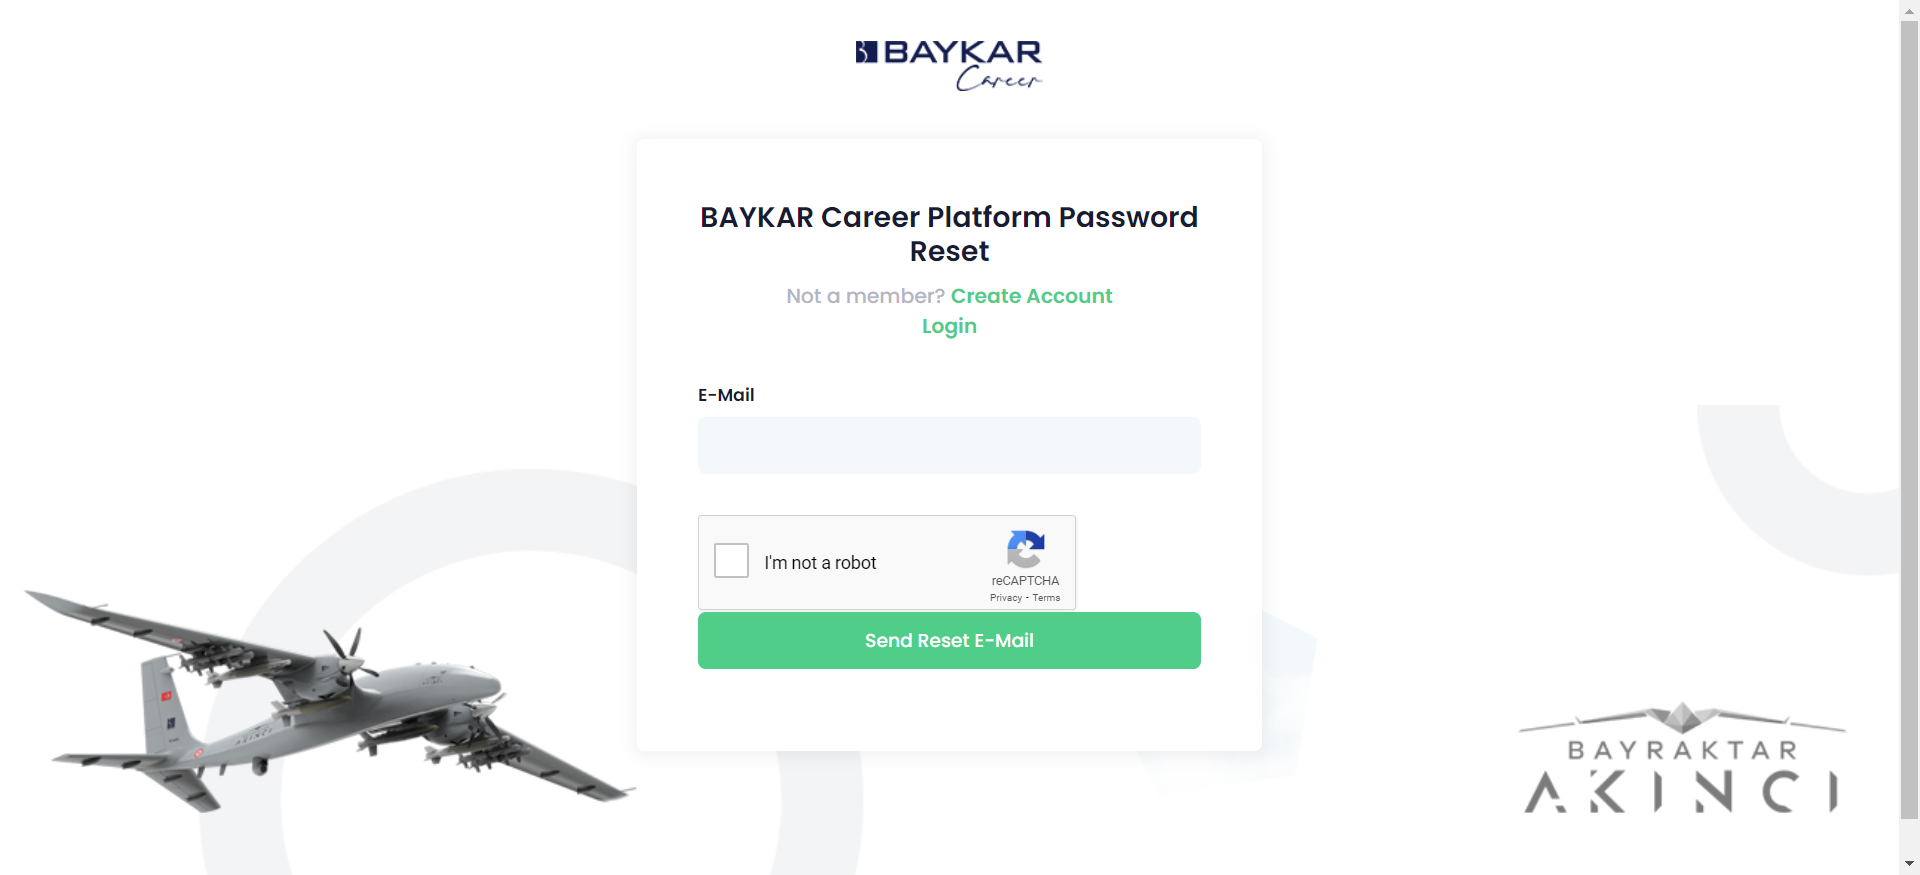 BAYKAR
Career
BAYKAR Career Platform Password
Reset
Not a member? Create Account
Login
E-Mail
I'm not a robot
reCAPTCHA
Privacy - Terms
Send Reset E-Mail
AKINCI
BAYRAKTAR
AKINCI